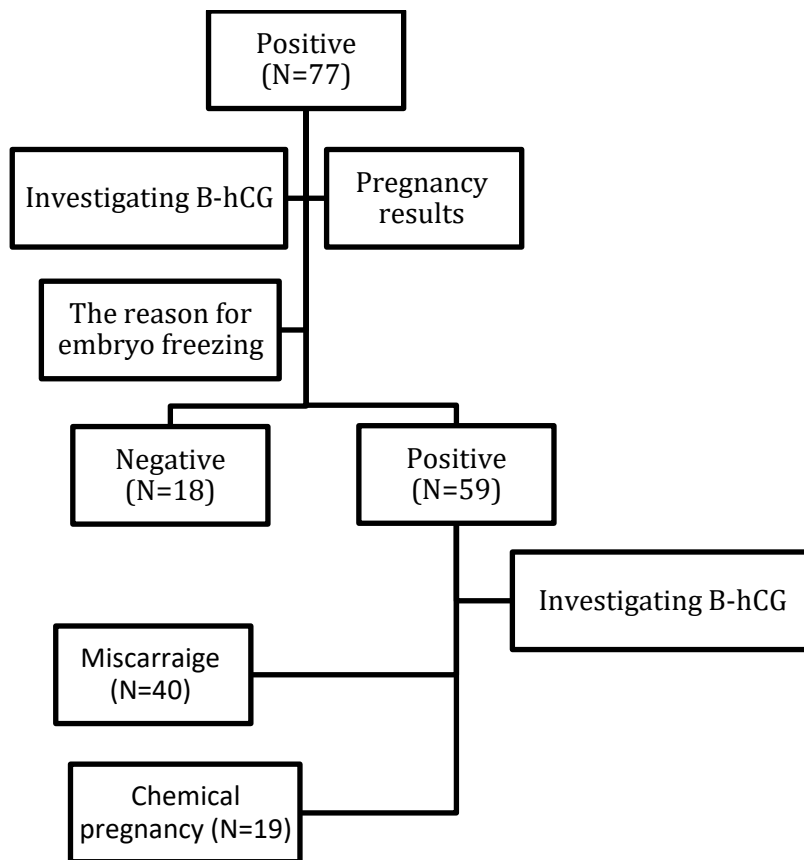 Positive
(N=77)
Investigating B-hCG
Pregnancy
results
The reason for
embryo freezing
Negative
(N=18)
Positive
(N=59)
Investigating B-hCG
Miscarraige
(N=40)
Chemical
pregnancy (N=19)